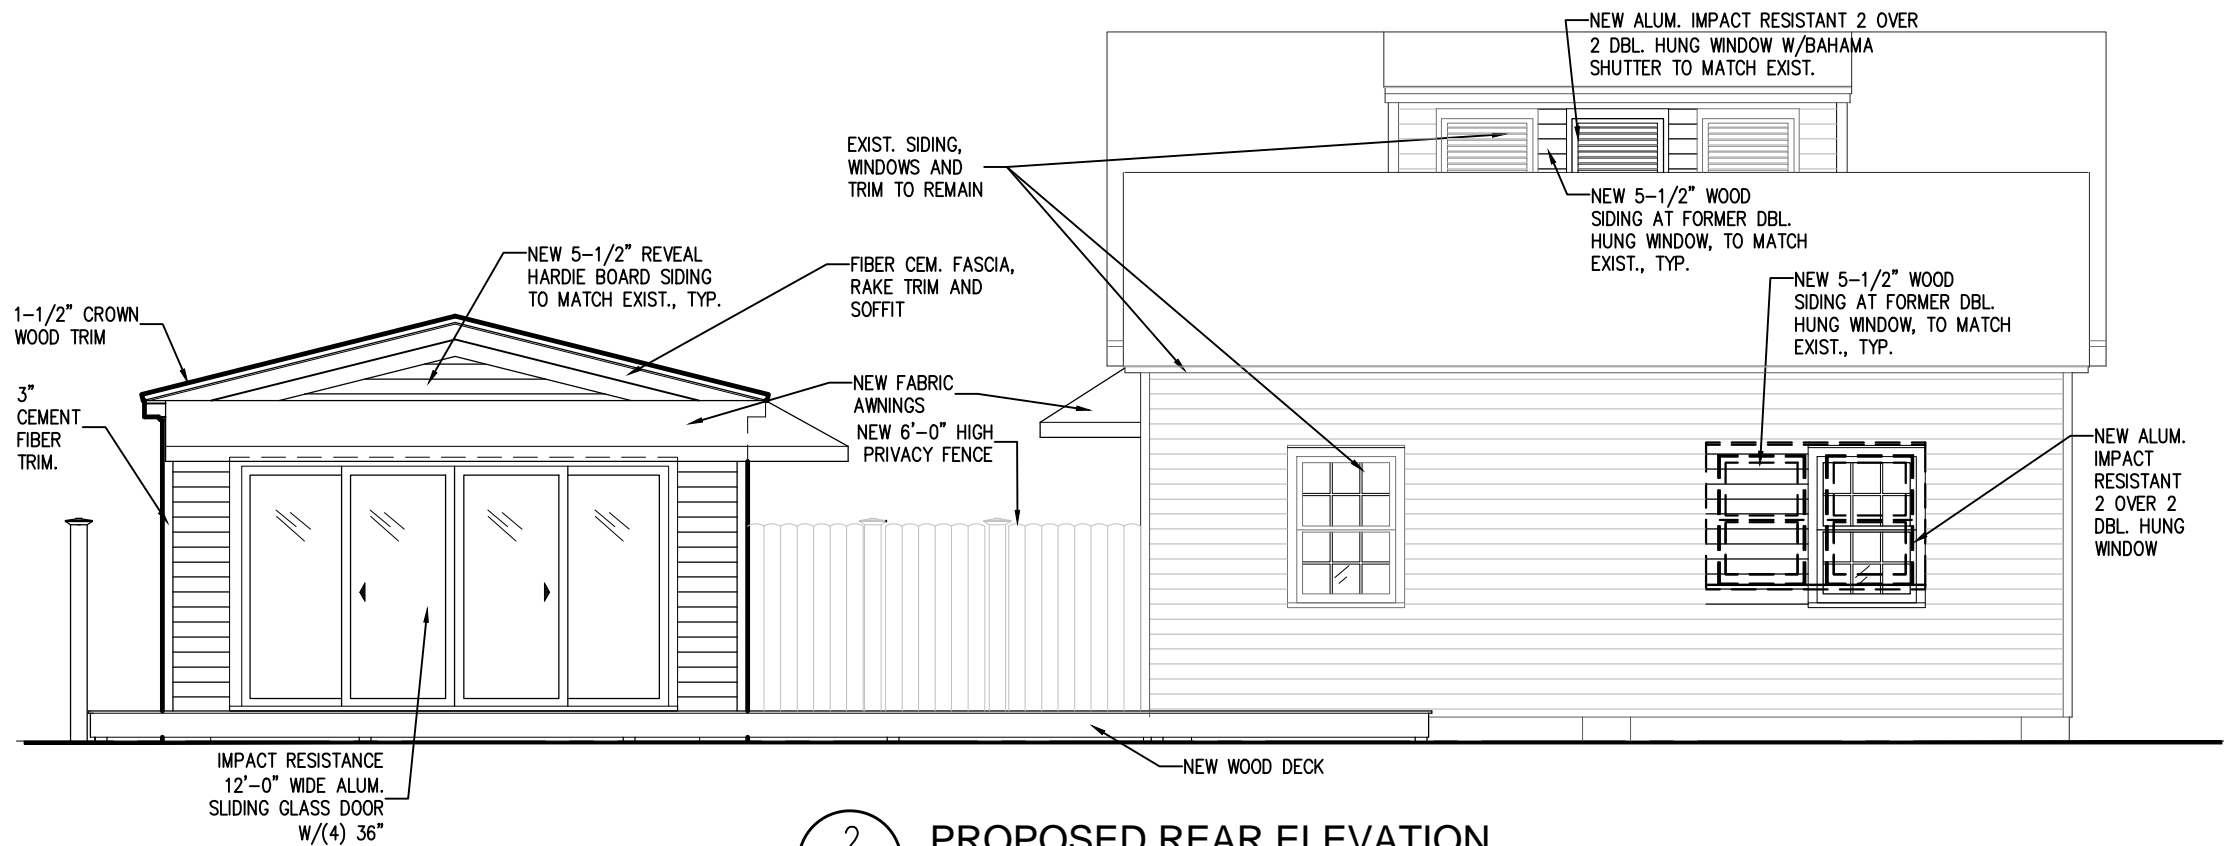 NEW ALUM. IMPACT RESISTANT 2 OVER
2 DBL. HUNG WINDOW W/BAHAMA
SHUTTER TO MATCH EXIST.
EXIST. SIDING,
WINDOWS AND
TRIM TO REMAIN
NEW 5-1/2" WOOD
SIDING AT FORMER DBL.
HUNG WINDOW, TO MATCH
EXIST., TYP.
NEW 5-1/2" REVEAL
HARDIE BOARD SIDING
TO MATCH EXIST., TYP.
FIBER CEM. FASCIA,
RAKE TRIM AND
SOFFIT
NEW 5-1/2" WOOD
SIDING AT FORMER DBL.
HUNG WINDOW, TO MATCH
EXIST., TYP.
1-1/2" CROWN
WOOD TRIM
3"
CEMENT
FIBER
TRIM.
NEW FABRIC
AWNINGS
NEW 6'-0" HIGH
PRIVACY FENCE
NEW ALUM.
IMPACT
RESISTANT
2 OVER 2
DBL. HUNG
WINDOW
IMPACT RESISTANCE
12'-0" WIDE ALUM.
SLIDING GLASS DOOR
W/(4) 36"
NEW WOOD DECK
2
PROPOSED REAR ELEVATION